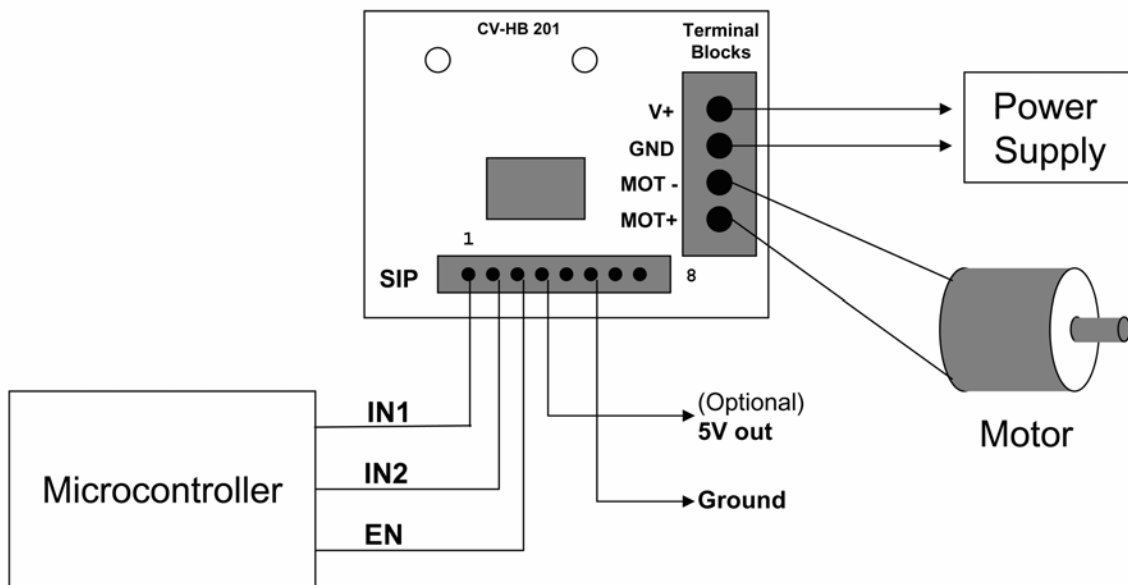 CV-HB 201
Terminal
Blocks
V+
GND
MOT -
MOT+
Power
Supply
1
SIP
8
Motor
Microcontroller
IN1
IN2
EN
(Optional)
5V out
Ground